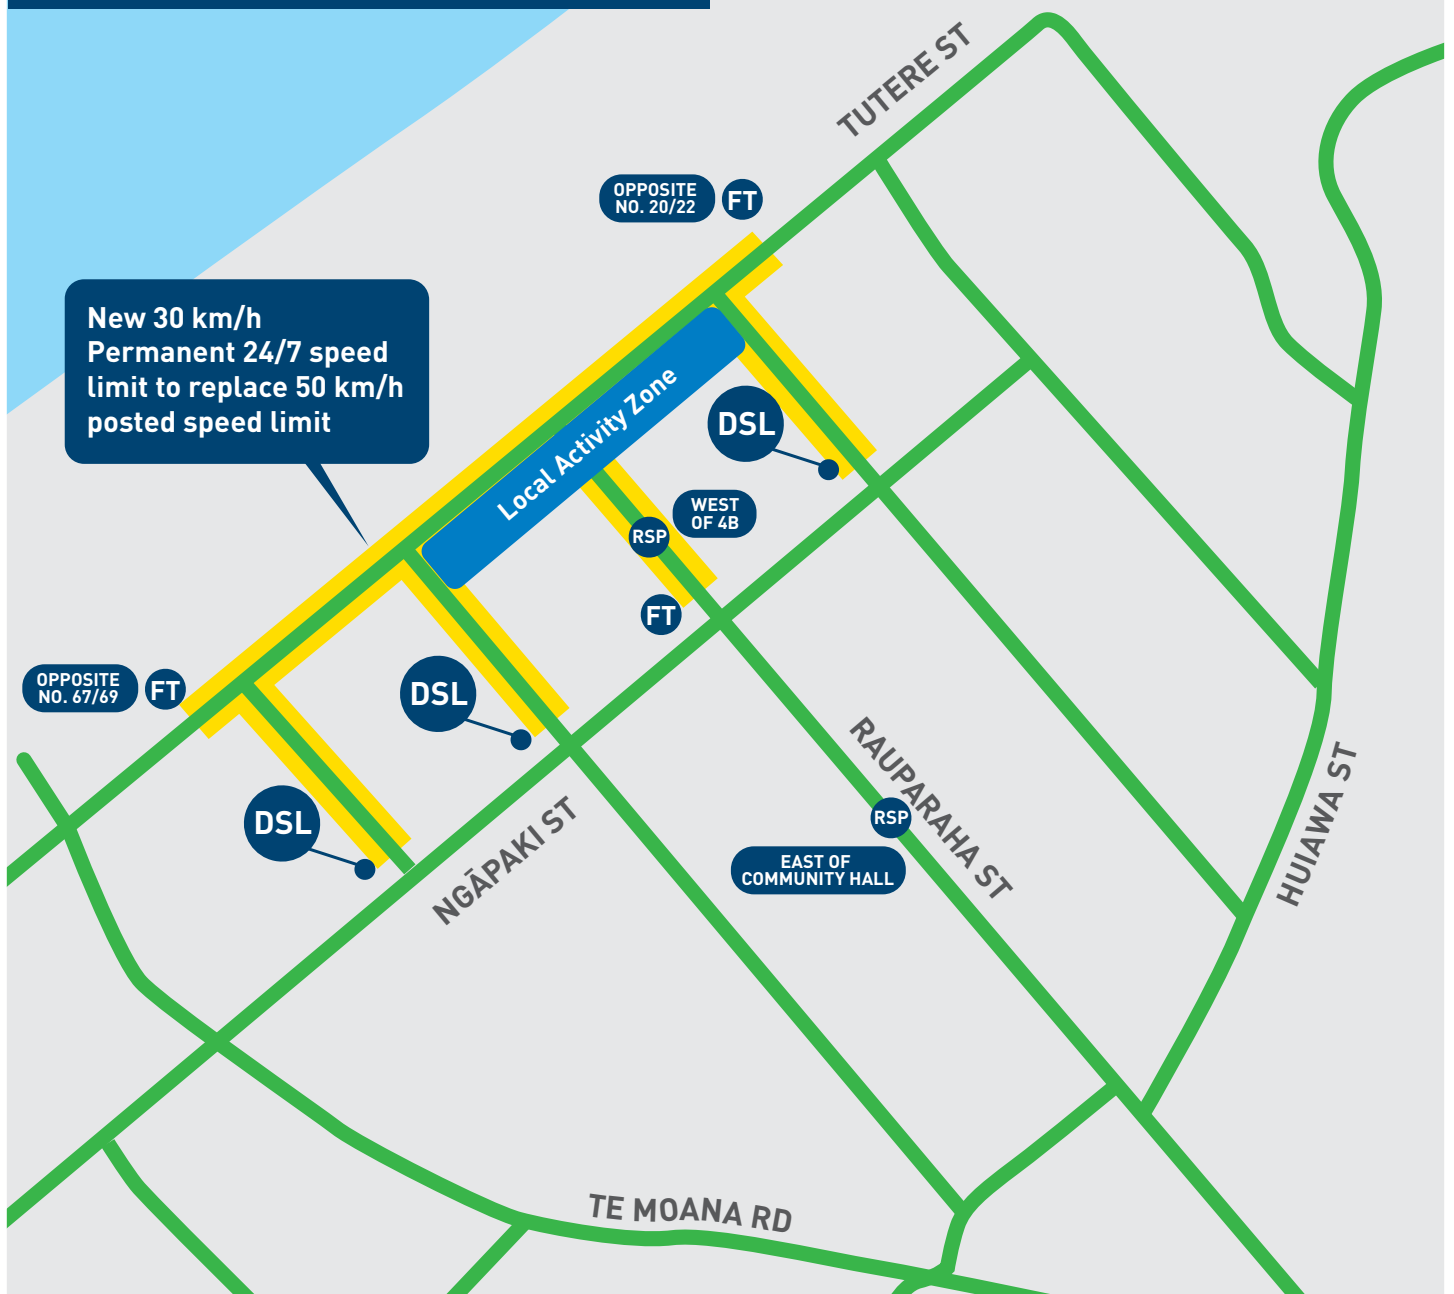 TUTERE ST
OPPOSITE
NO. 20/22
FT
New 30 km/h
Permanent 24/7 speed
limit to replace 50 km/h
posted speed limit
Local Activity Zone
DSL
WEST
OF 4B
RSP
FT
OPPOSITE
NO. 67/69
FT
DSL
DSL
NGĀPAKI ST
RAUPARAHA ST
RSP
EAST OF
COMMUNITY HALL
HUIAWA ST
TE MOANA RD